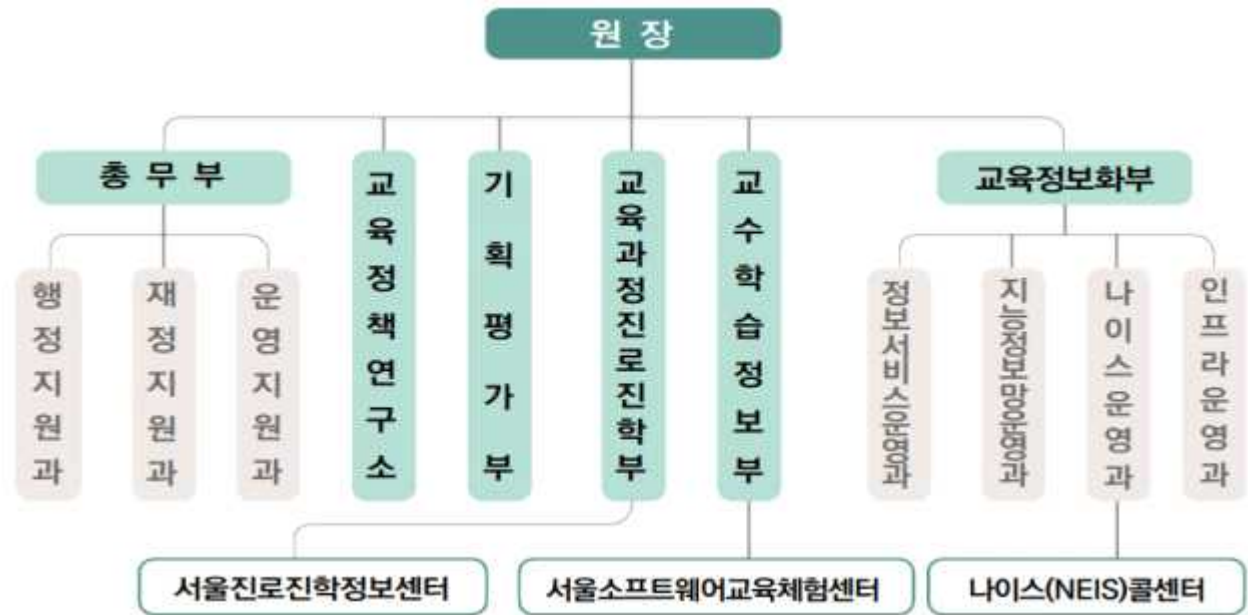 원 장
총 무 부
교육정책연구소
기획평가부
교육과정진로진학부
교수학습정보부
교육정보화부
행정지원과
재정지원과
운영지원과
정보서비스운영과
지능정보망운영과
나이스운영과
인프라운영과
서울진로진학정보센터
서울소프트웨어교육체험센터
나이스(NEIS)콜센터